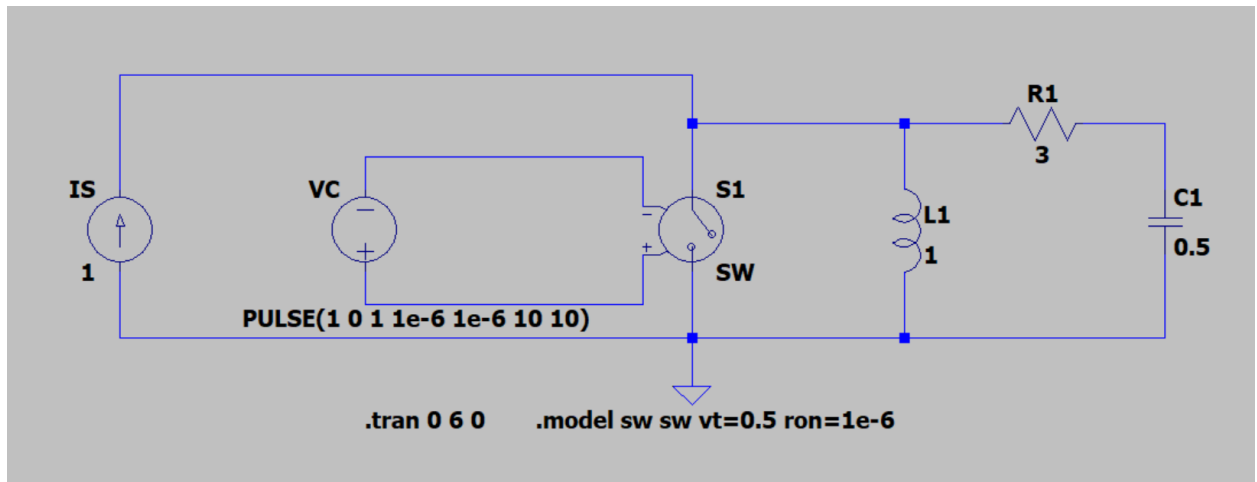 R1
3
IS
1
VC
−
+
−
+
S1
SW
L1
1
C1
0.5
PULSE(1 0 1 1e-6 1e-6 10 10)
.tran 0 6 0
.model sw sw vt=0.5 ron=1e-6